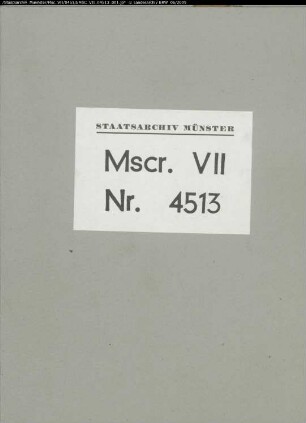 STAATSARCHIV MÜNSTER
Mscr. VII
Nr. 4513